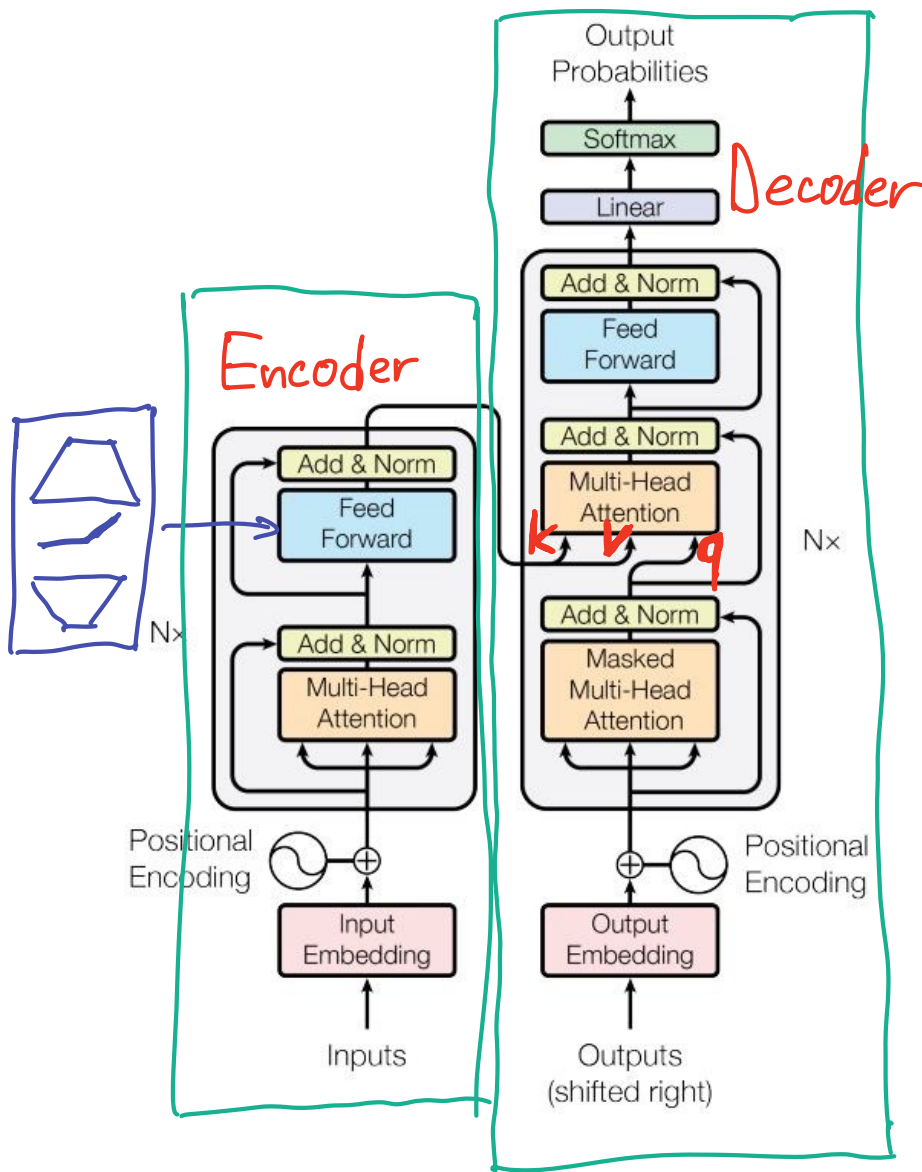 Output
Probabilities
Softmax
Linear
Decoder
Add & Norm
Feed
Forward
Add & Norm
Multi-Head
Attention
k v q
N×
Add & Norm
Masked
Multi-Head
Attention
Positional
Encoding
Output
Embedding
Outputs
(shifted right)
Encoder
Add & Norm
Feed
Forward
N×
Add & Norm
Multi-Head
Attention
Positional
Encoding
Input
Embedding
Inputs